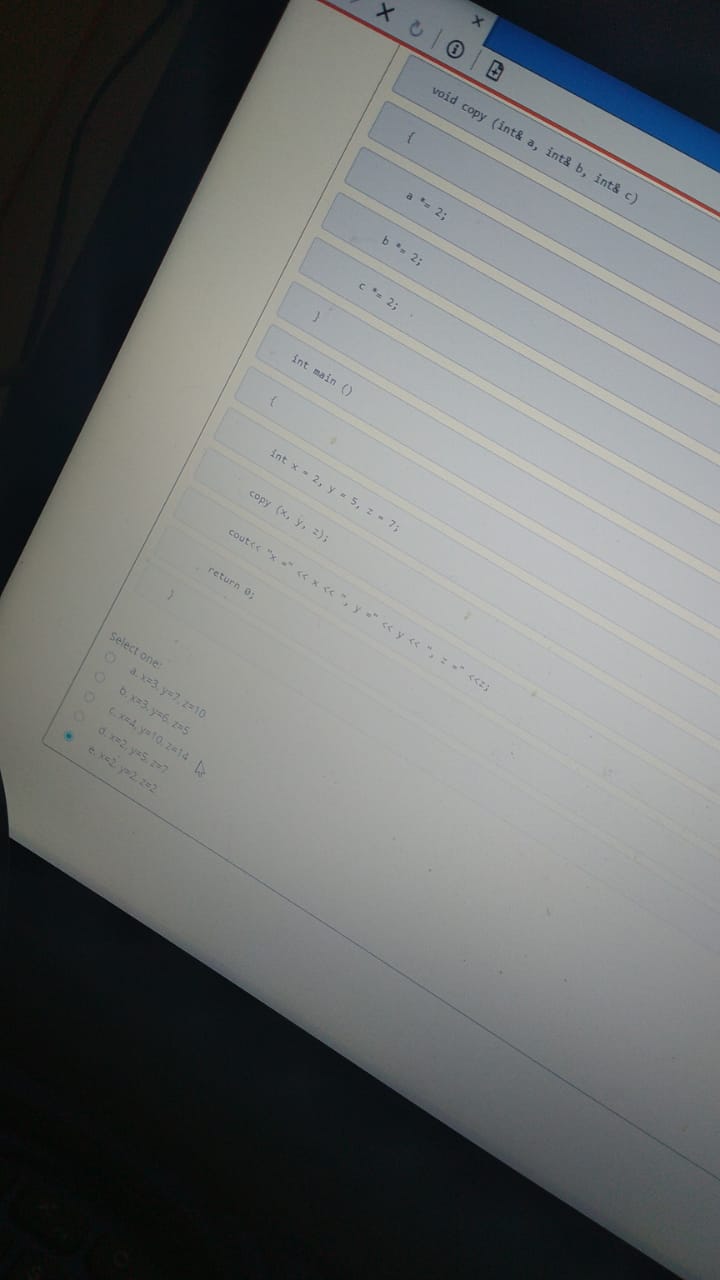 void copy (int& a, int& b, int& c)
{
a *= 2;
b *= 2;
c *= 2;
}
int main ()
{
int x = 2, y = 5, z = 7;
copy (x, y, z);
cout<< "x =" << x << ", y =" << y << ", z =" <<z;
return 0;
}
Select one:
a. x=3, y=7, z=10
b. x=3, y=6, z=5
c. x=4, y=10, z=14
d. x=2, y=5, z=7
e. x=2, y=2, z=2